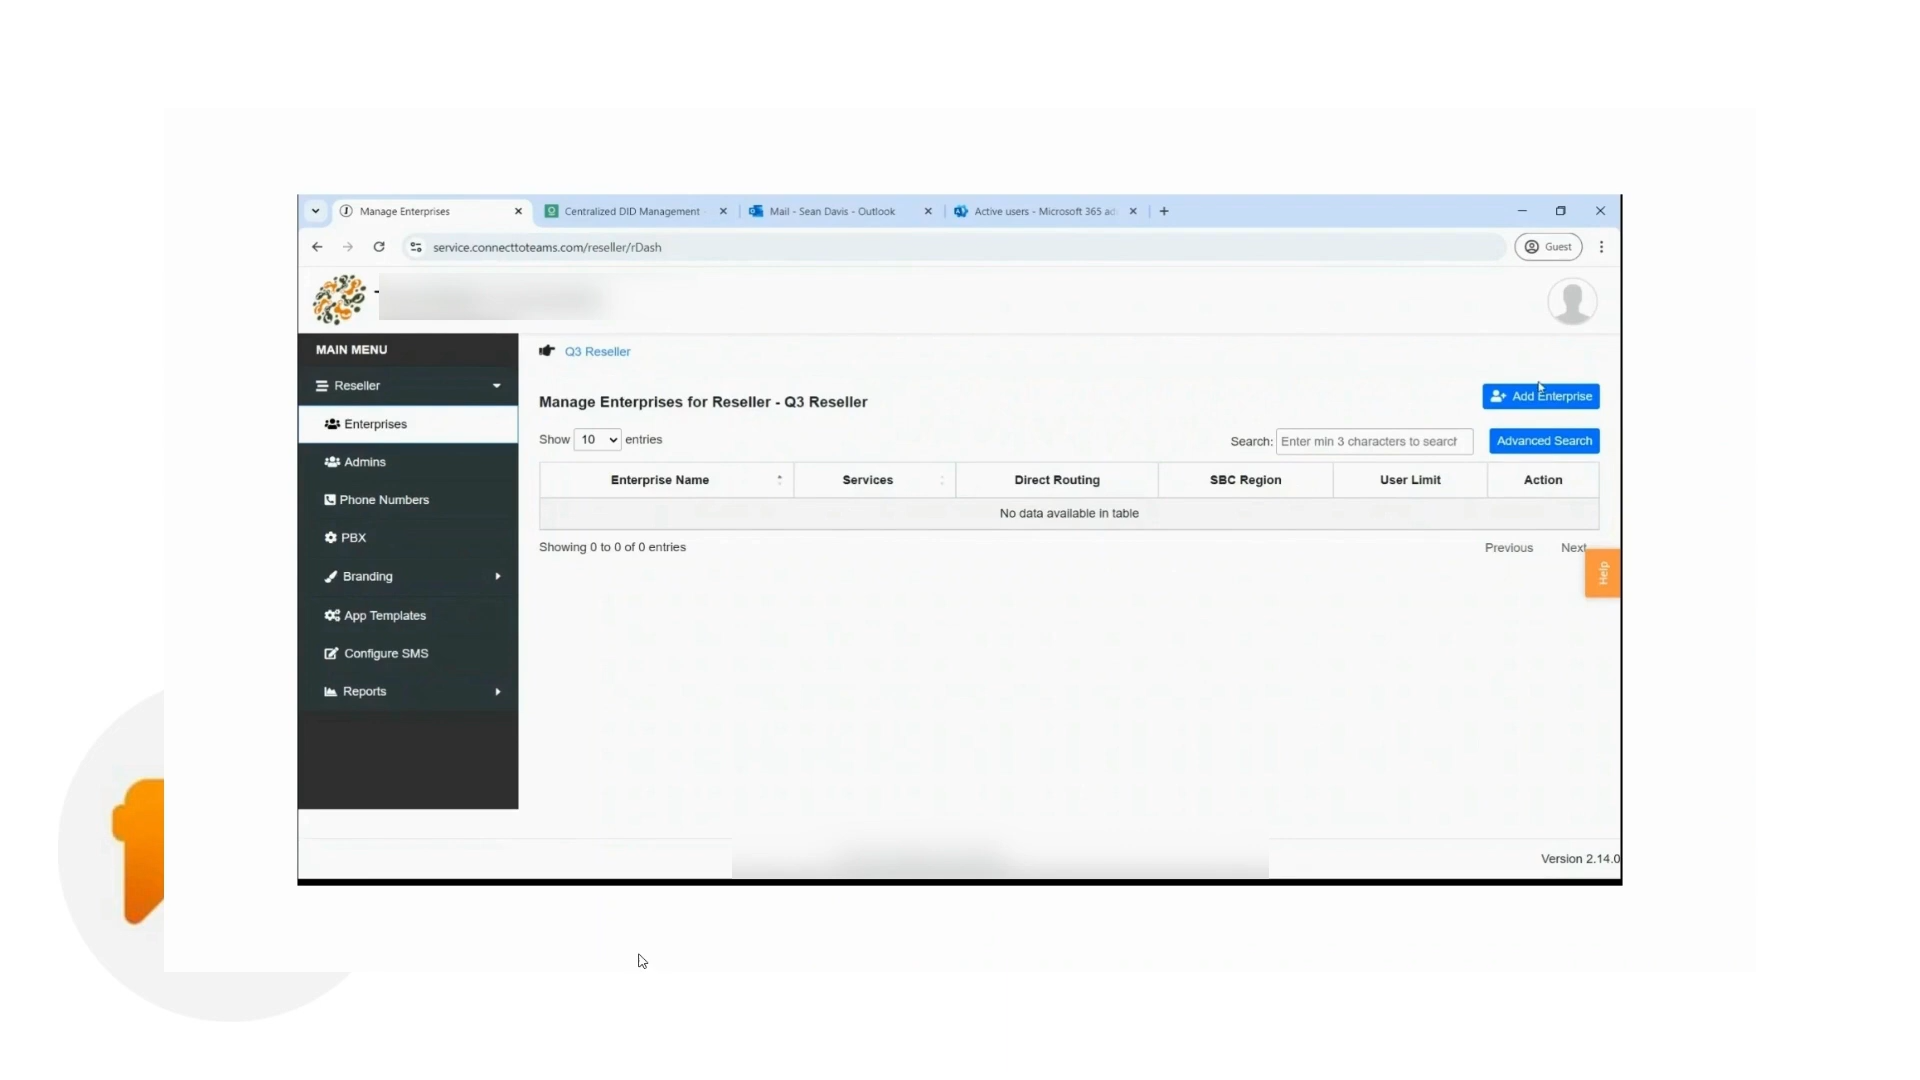 Manage Enterprises
Centralized DID Management
Mail - Sean Davis - Outlook
Active users - Microsoft 365 ad
service.connecttoteams.com/reseller/rDash
Guest
MAIN MENU
Reseller
Enterprises
Admins
Phone Numbers
PBX
Branding
App Templates
Configure SMS
Reports
Q3 Reseller
Manage Enterprises for Reseller - Q3 Reseller
Add Enterprise
Show 10 entries
Search: Enter min 3 characters to search
Advanced Search
Enterprise Name Services Direct Routing SBC Region User Limit Action
No data available in table
Showing 0 to 0 of 0 entries
Previous Next
Help
Version 2.14.0